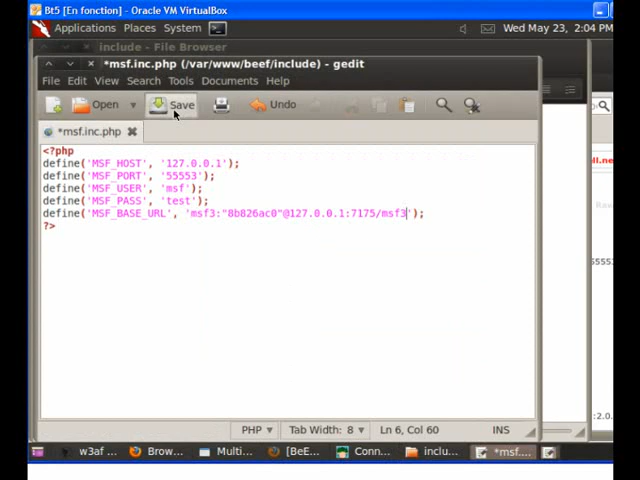 Bt5 [En fonction] - Oracle VM VirtualBox
Applications Places System
Wed May 23, 2:04 PM
include - File Browser
*msf.inc.php (/var/www/beef/include) - gedit
File Edit View Search Tools Documents Help
Open Save Undo
*msf.inc.php
<?php
define('MSF_HOST', '127.0.0.1');
define('MSF_PORT', '55553');
define('MSF_USER', 'msf');
define('MSF_PASS', 'test');
define('MSF_BASE_URL', 'msf3:"8b826ac0"@127.0.0.1:7175/msf3');
?>
PHP Tab Width: 8 Ln 6, Col 60 INS
w3af ... Brow... Multi... [BeE... Conn... inclu... *msf....